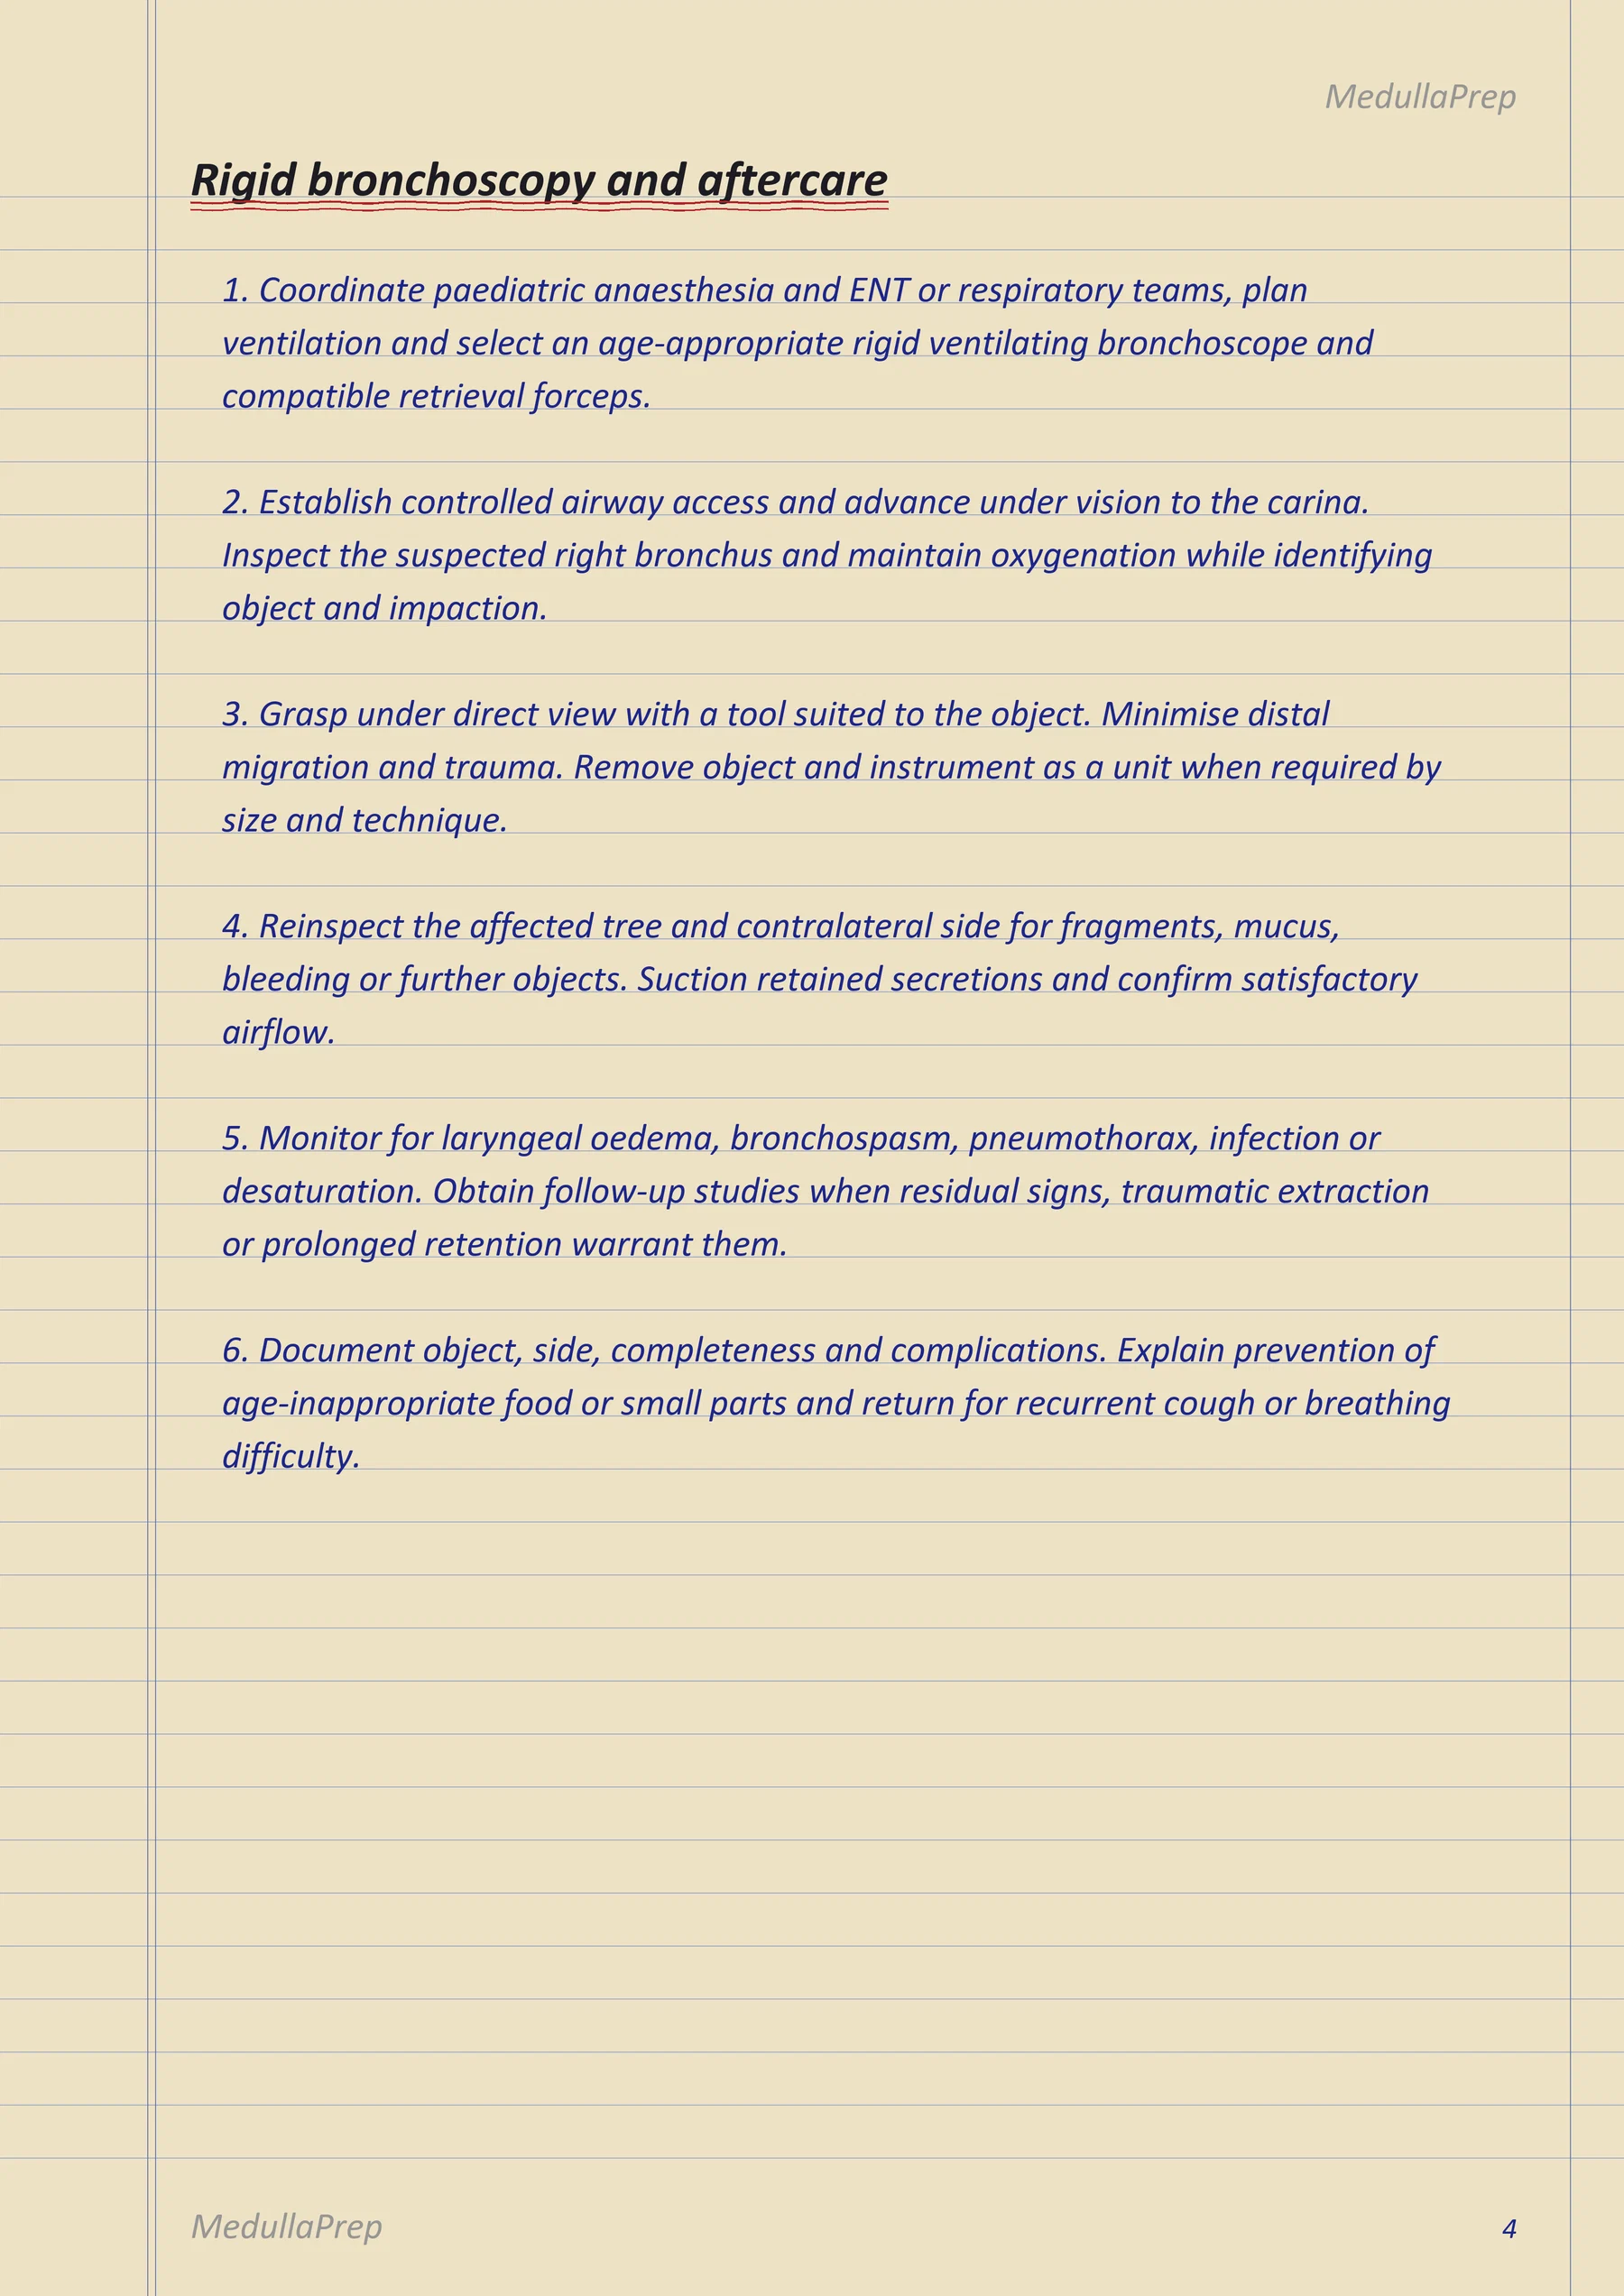 MedullaPrep
Rigid bronchoscopy and aftercare
1. Coordinate paediatric anaesthesia and ENT or respiratory teams, plan
ventilation and select an age-appropriate rigid ventilating bronchoscope and
compatible retrieval forceps.
2. Establish controlled airway access and advance under vision to the carina.
Inspect the suspected right bronchus and maintain oxygenation while identifying
object and impaction.
3. Grasp under direct view with a tool suited to the object. Minimise distal
migration and trauma. Remove object and instrument as a unit when required by
size and technique.
4. Reinspect the affected tree and contralateral side for fragments, mucus,
bleeding or further objects. Suction retained secretions and confirm satisfactory
airflow.
5. Monitor for laryngeal oedema, bronchospasm, pneumothorax, infection or
desaturation. Obtain follow-up studies when residual signs, traumatic extraction
or prolonged retention warrant them.
6. Document object, side, completeness and complications. Explain prevention of
age-inappropriate food or small parts and return for recurrent cough or breathing
difficulty.
MedullaPrep
4